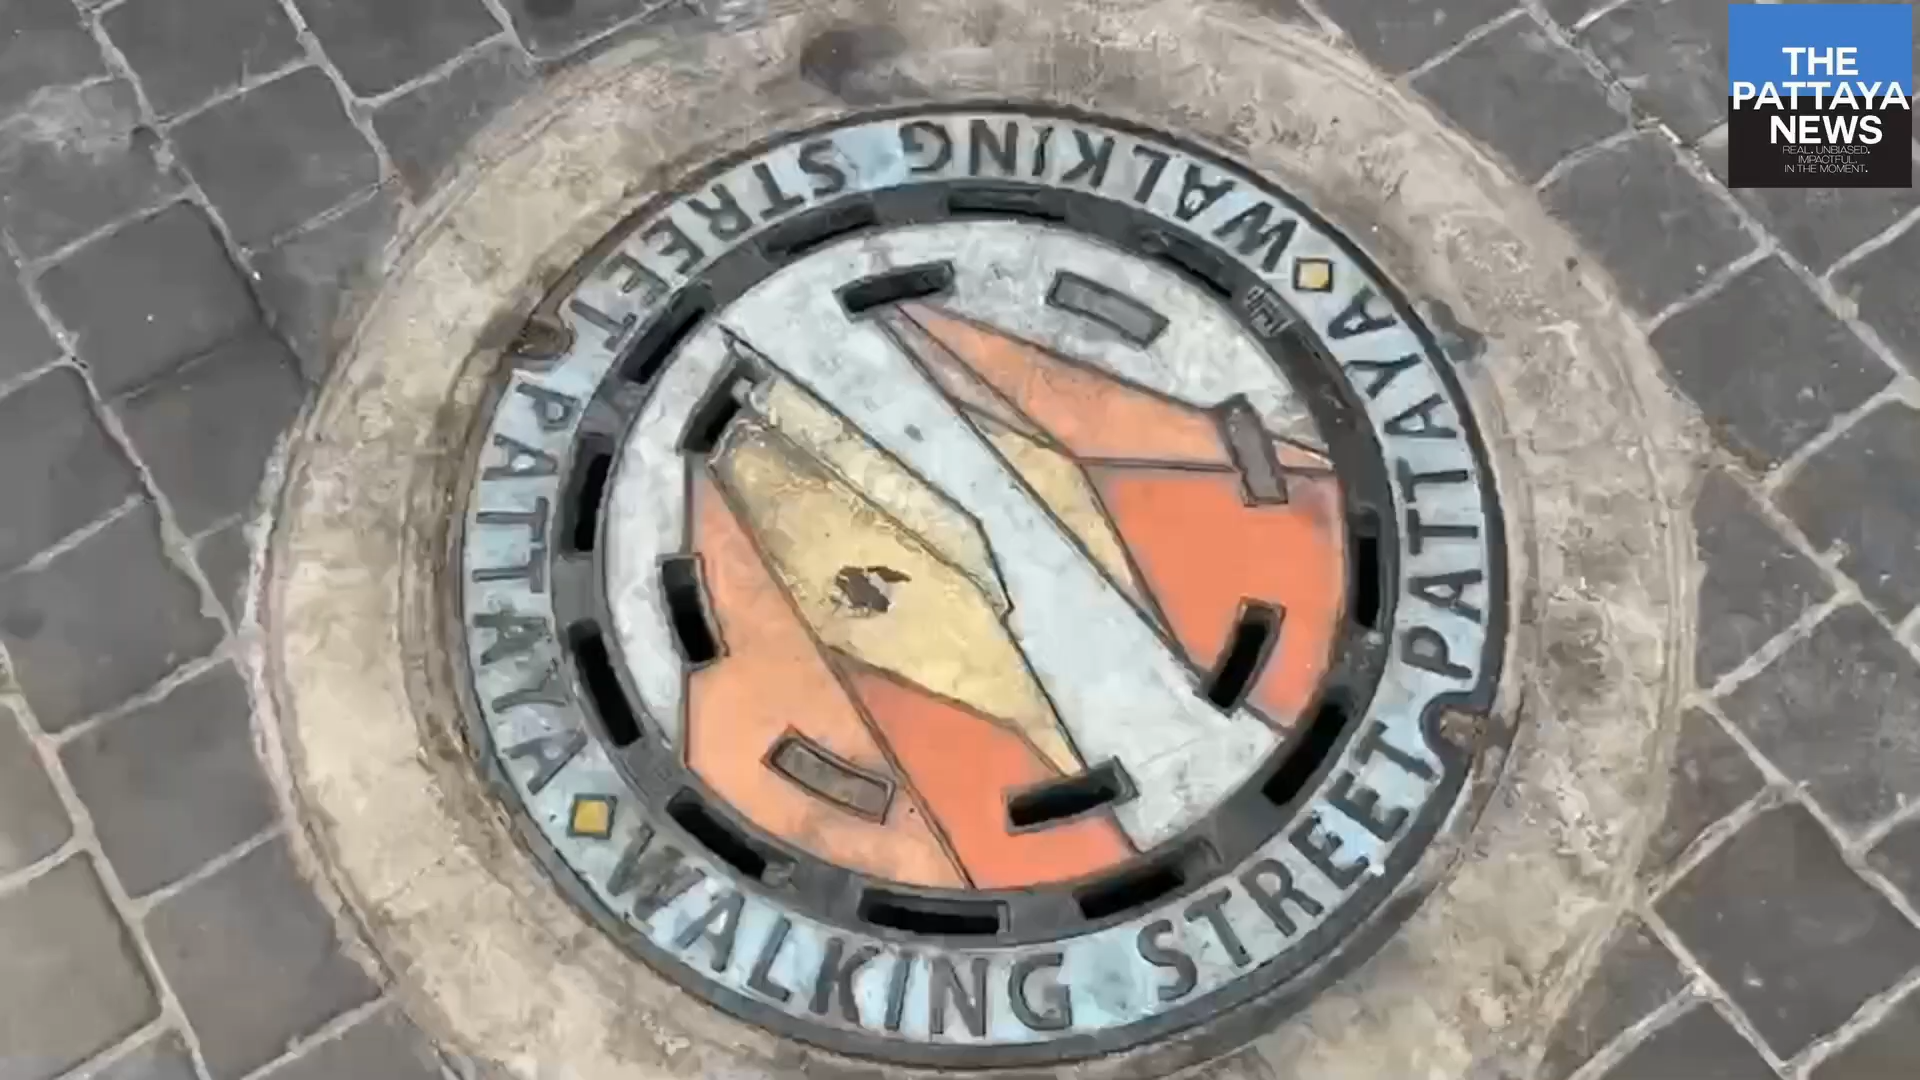 THE
PATTAYA
NEWS
REAL. UNBIASED.
IMPACTFUL.
IN THE MOMENT.
WALKING STREET
PATTAYA
WALKING STREET
PATTAYA